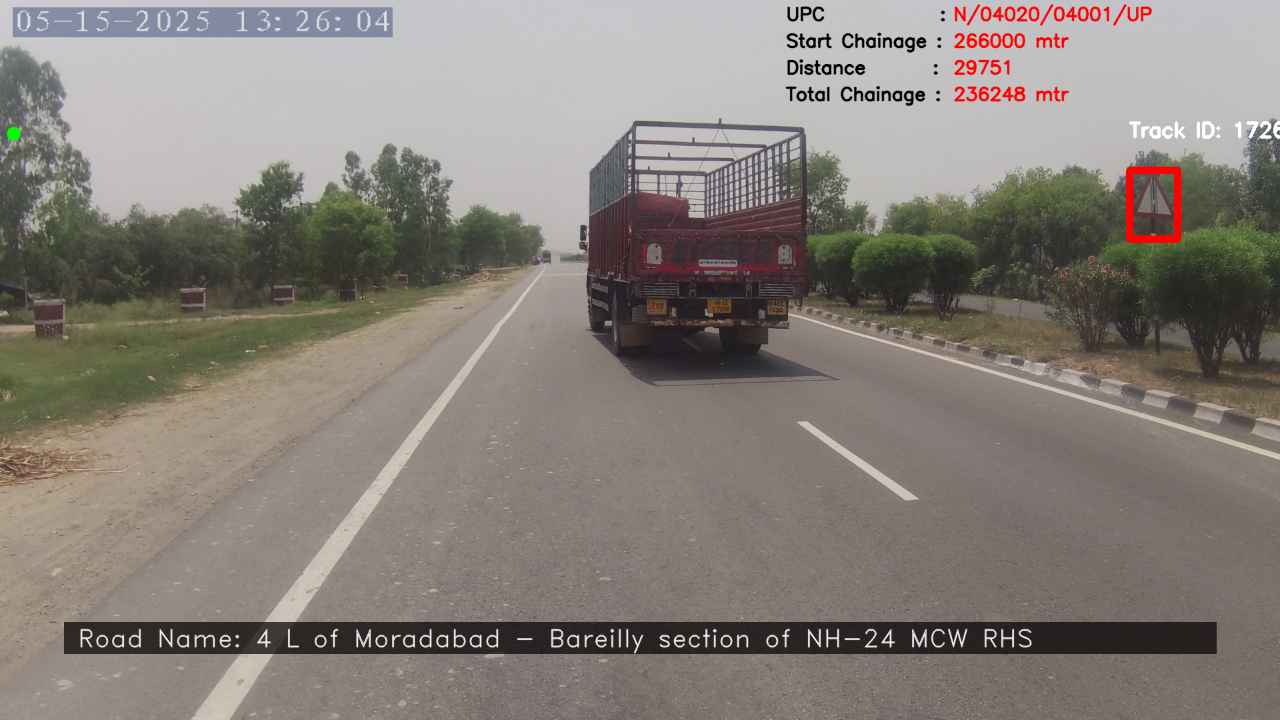 05-15-2025 13:26:04
UPC : N/04020/04001/UP
Start Chainage : 266000 mtr
Distance : 29751
Total Chainage : 236248 mtr
Track ID: 1726
Road Name: 4 L of Moradabad - Bareilly section of NH-24 MCW RHS